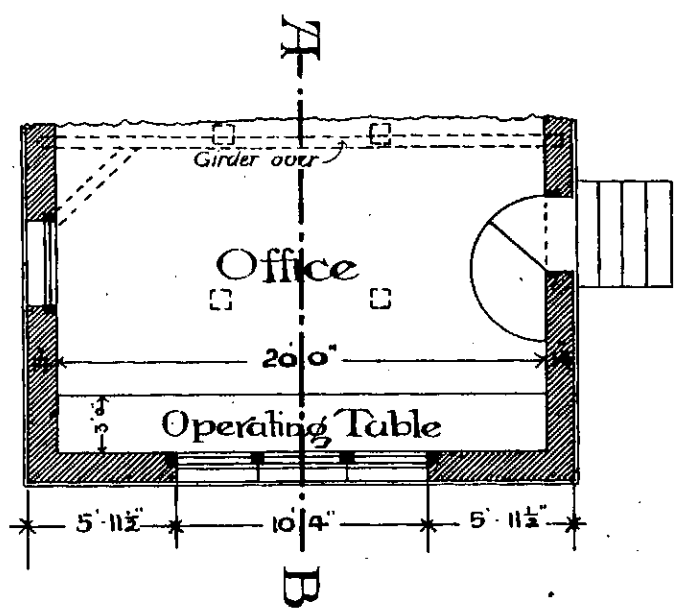 A
Girder over
Office
20' 0"
3' 0"
Operating Table
5' - 11½"
10' 4"
5' - 11½"
B